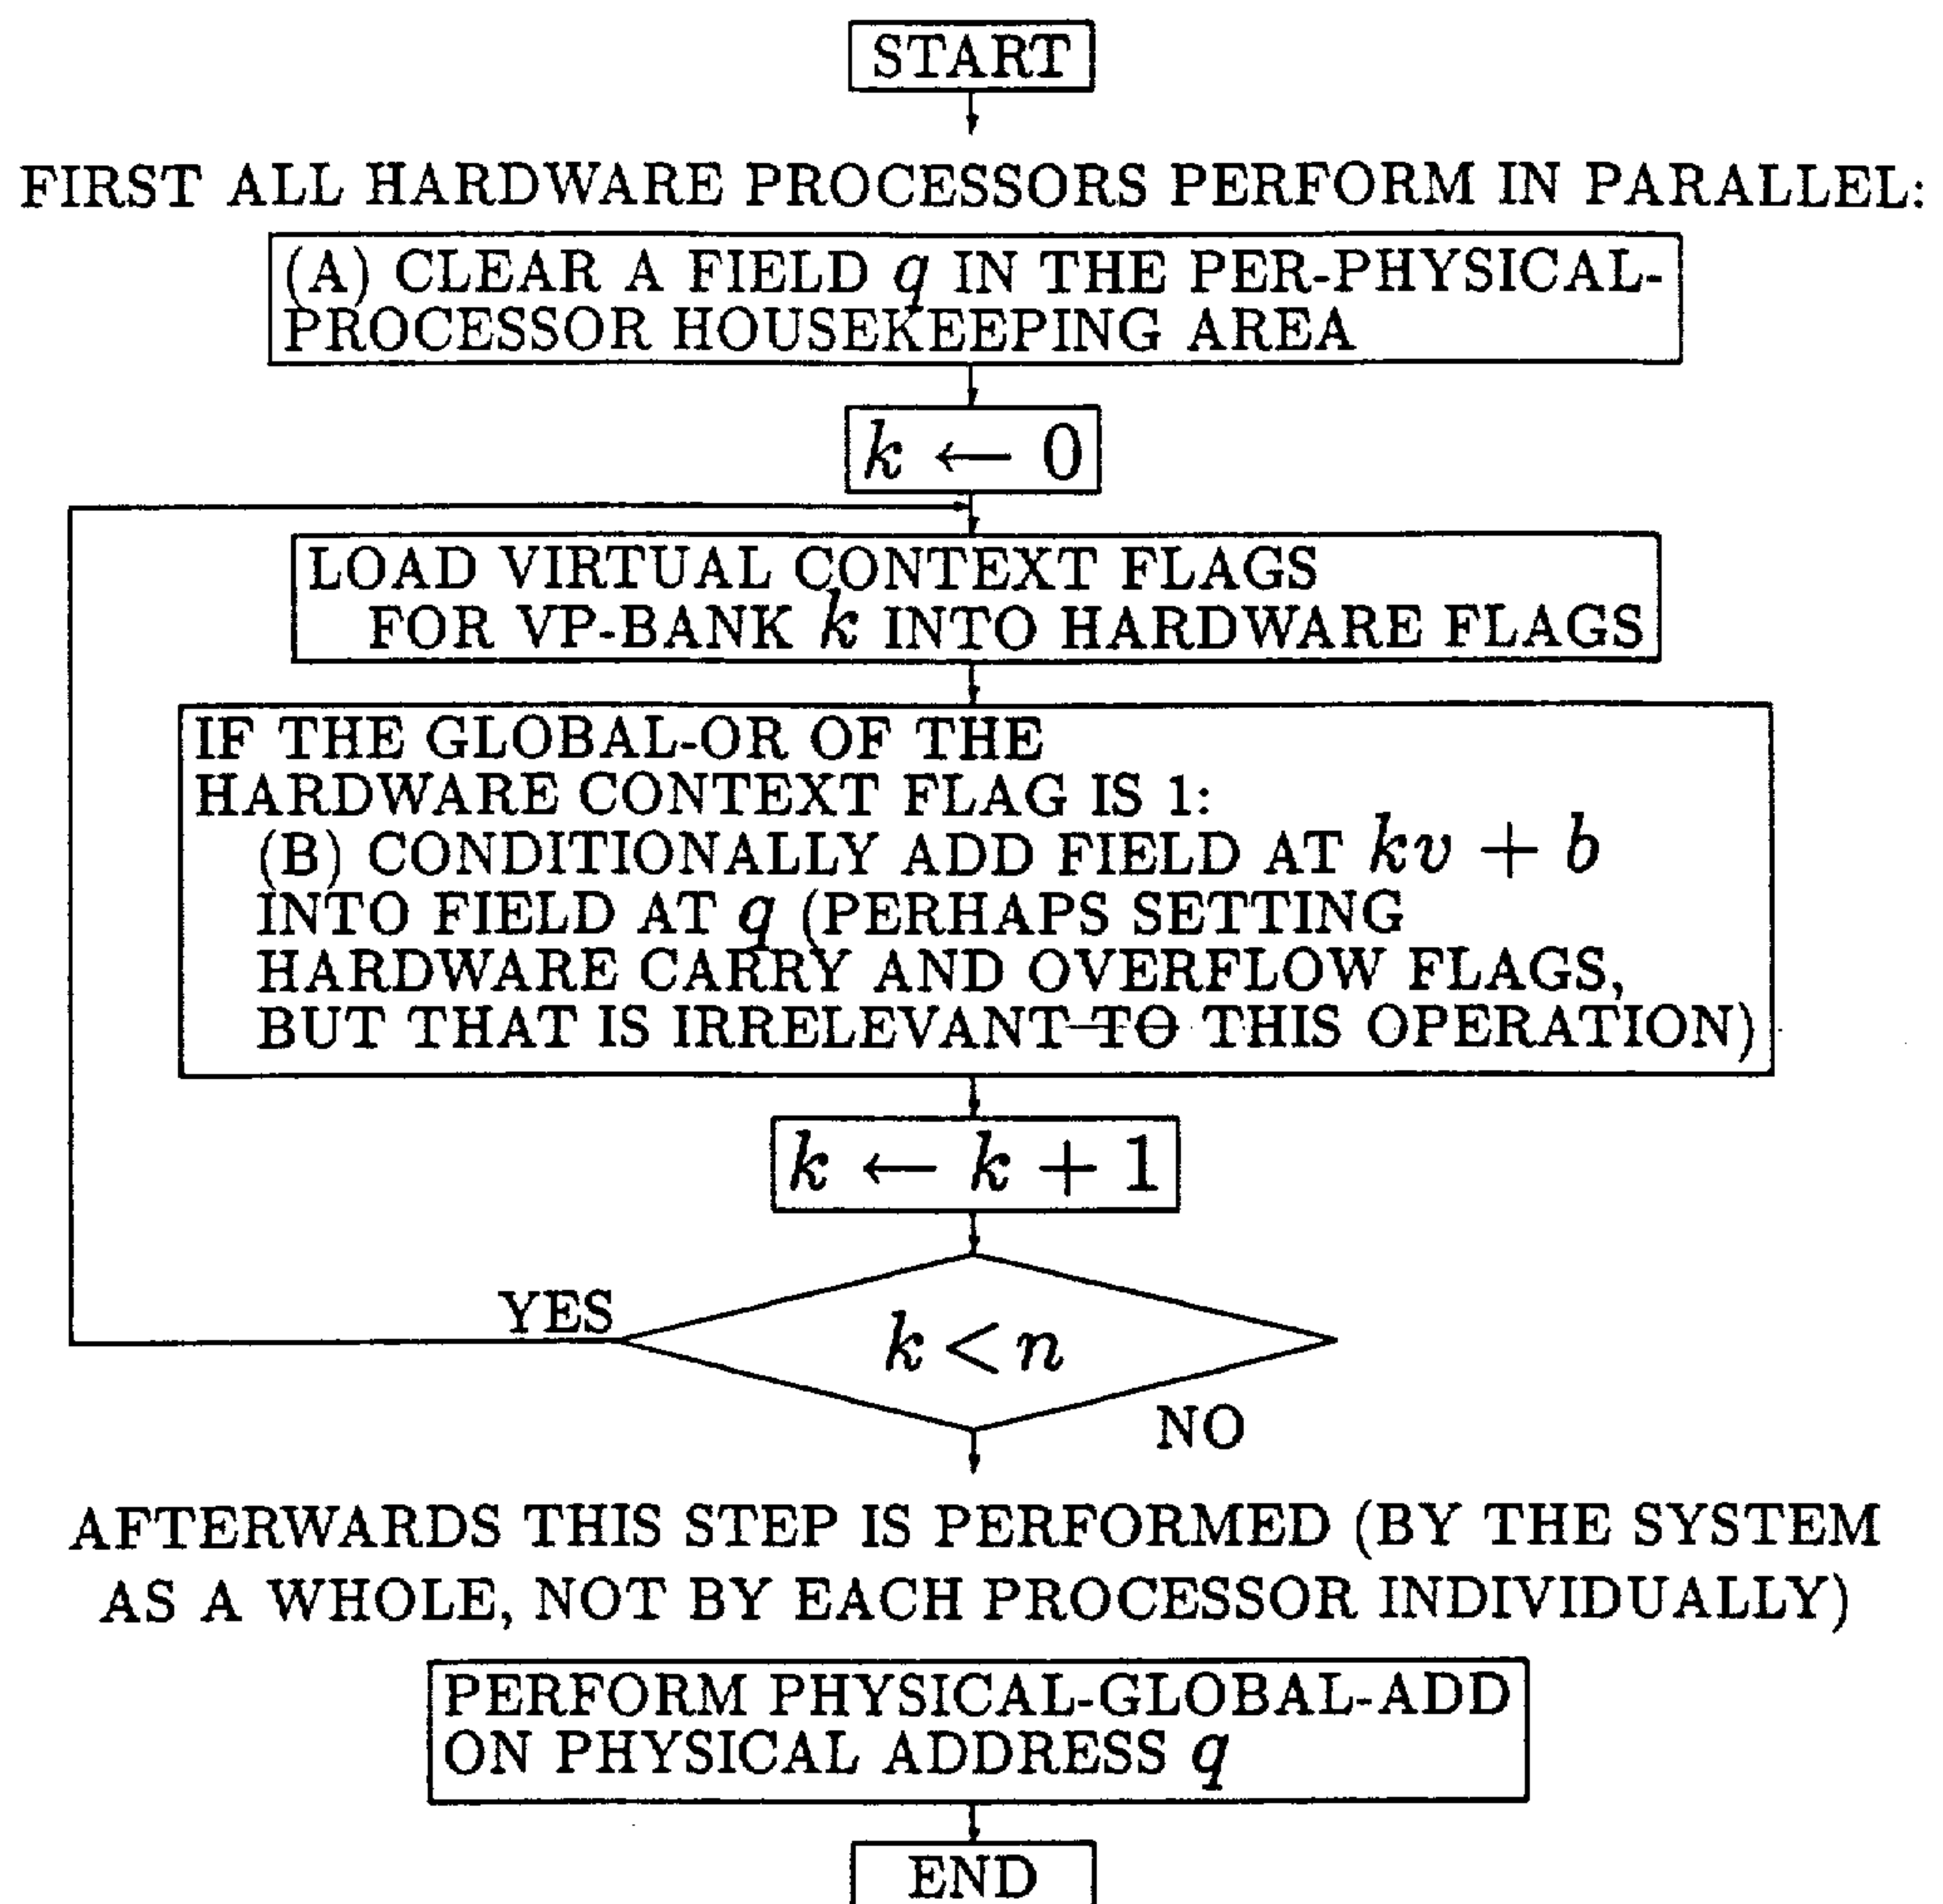 START
FIRST ALL HARDWARE PROCESSORS PERFORM IN PARALLEL:
(A) CLEAR A FIELD q IN THE PER-PHYSICAL-
PROCESSOR HOUSEKEEPING AREA
k ← 0
LOAD VIRTUAL CONTEXT FLAGS
FOR VP-BANK k INTO HARDWARE FLAGS
IF THE GLOBAL-OR OF THE
HARDWARE CONTEXT FLAG IS 1:
(B) CONDITIONALLY ADD FIELD AT kv + b
INTO FIELD AT q (PERHAPS SETTING
HARDWARE CARRY AND OVERFLOW FLAGS,
BUT THAT IS IRRELEVANT TO THIS OPERATION)
k ← k + 1
YES
k < n
NO
AFTERWARDS THIS STEP IS PERFORMED (BY THE SYSTEM
AS A WHOLE, NOT BY EACH PROCESSOR INDIVIDUALLY)
PERFORM PHYSICAL-GLOBAL-ADD
ON PHYSICAL ADDRESS q
END